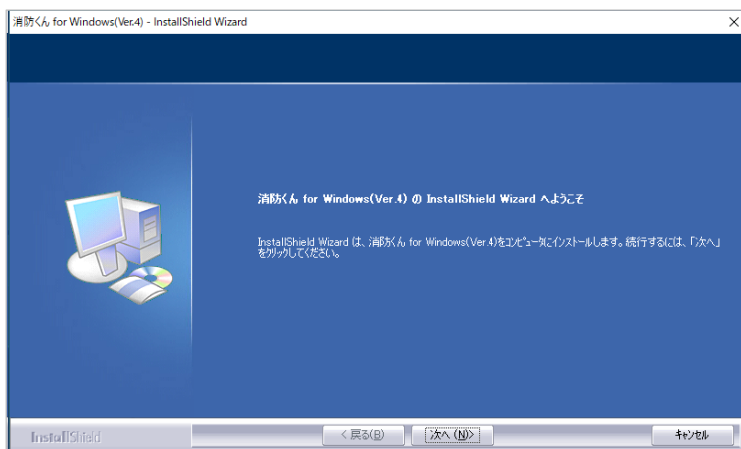 消防くん for Windows(Ver.4) - InstallShield Wizard
消防くん for Windows(Ver.4) の InstallShield Wizard へようこそ
InstallShield Wizard は、消防くん for Windows(Ver.4)をコンピュータにインストールします。続行するには、「次へ」
をクリックしてください。
InstallShield
< 戻る(B)
次へ (N)>
キャンセル